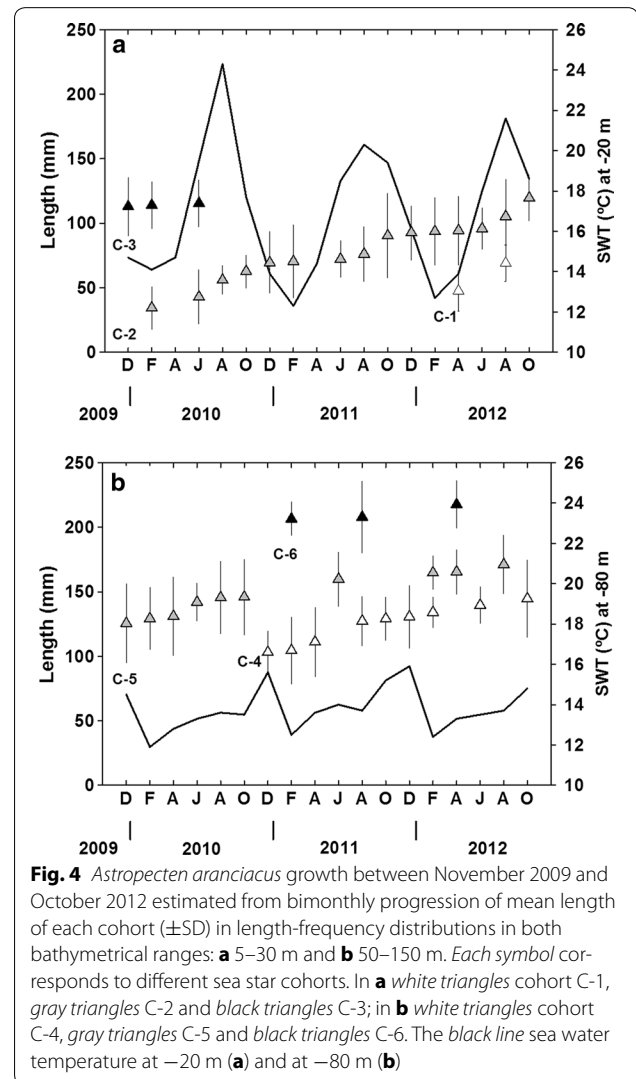 a
250
200
150
100
50
0
Length (mm)
26
24
22
20
18
16
14
12
10
SWT (ºC) at -20 m
C-3
C-2
C-1
D F A J A O D F A J A O D F A J A O
2009 2010 2011 2012
b
250
200
150
100
50
0
Length (mm)
26
24
22
20
18
16
14
12
10
SWT (ºC) at -80 m
C-6
C-4
C-5
D F A J A O D F A J A O D F A J A O
2009 2010 2011 2012
Fig. 4 Astropecten aranciacus growth between November 2009 and
October 2012 estimated from bimonthly progression of mean length
of each cohort (±SD) in length-frequency distributions in both
bathymetrical ranges: a 5–30 m and b 50–150 m. Each symbol cor-
responds to different sea star cohorts. In a white triangles cohort C-1,
gray triangles C-2 and black triangles C-3; in b white triangles cohort
C-4, gray triangles C-5 and black triangles C-6. The black line sea water
temperature at −20 m (a) and at −80 m (b)